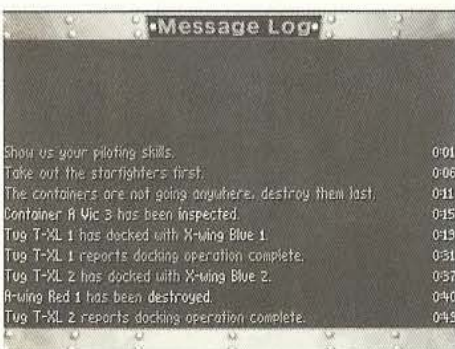 •Message Log•
Show us your piloting skills. 0:01
Take out the starfighters first. 0:06
The containers are not going anywhere, destroy them last. 0:11
Container A Vic 3 has been inspected. 0:15
Tug T-XL 1 has docked with X-wing Blue 1. 0:19
Tug T-XL 1 reports docking operation complete. 0:31
Tug T-XL 2 has docked with X-wing Blue 2. 0:37
A-wing Red 1 has been destroyed. 0:40
Tug T-XL 2 reports docking operation complete. 0:49